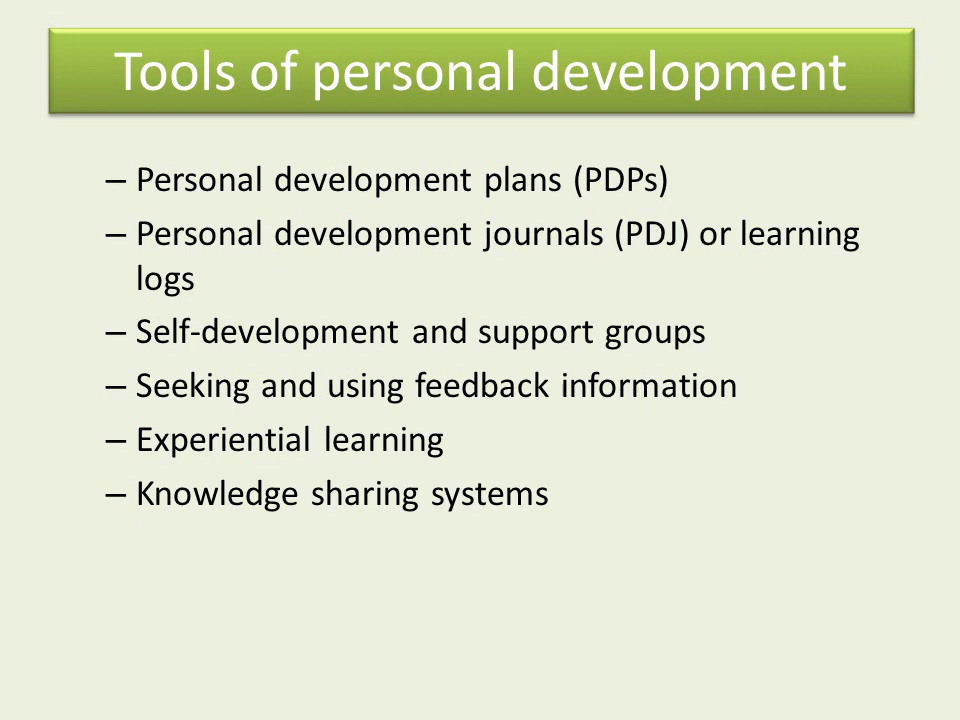 Tools of personal development
– Personal development plans (PDPs)
– Personal development journals (PDJ) or learning
logs
– Self-development and support groups
– Seeking and using feedback information
– Experiential learning
– Knowledge sharing systems